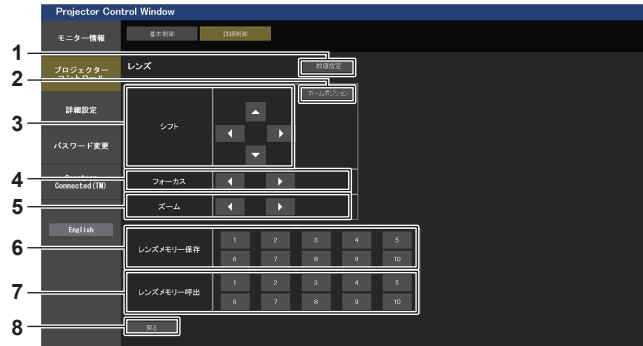 Projector Control Window
モニター情報
基本制御
詳細制御
プロジェクター
コントロール
レンズ
数値指定
ホームポジション
シフト
詳細設定
パスワード変更
フォーカス
Connected(TM)
ズーム
English
レンズメモリー保存
1 2 3 4 5
6 7 8 9 10
レンズメモリー呼出
1 2 3 4 5
6 7 8 9 10
戻る
1
2
3
4
5
6
7
8